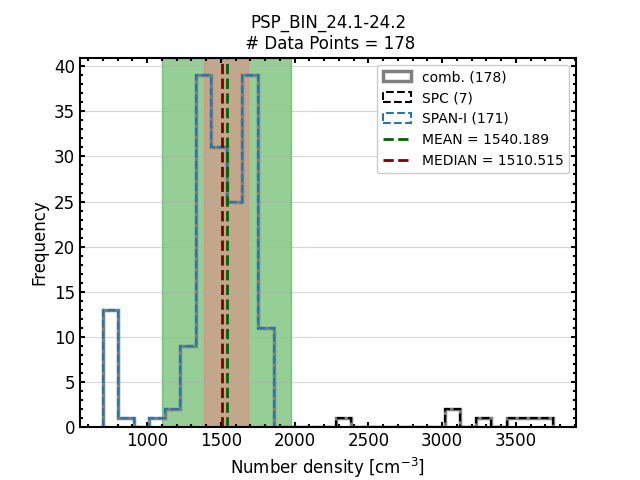 PSP_BIN_24.1-24.2
# Data Points = 178
comb. (178)
SPC (7)
SPAN-I (171)
MEAN = 1540.189
MEDIAN = 1510.515
Frequency
40
35
30
25
20
15
10
5
0
1000 1500 2000 2500 3000 3500
Number density [cm⁻³]